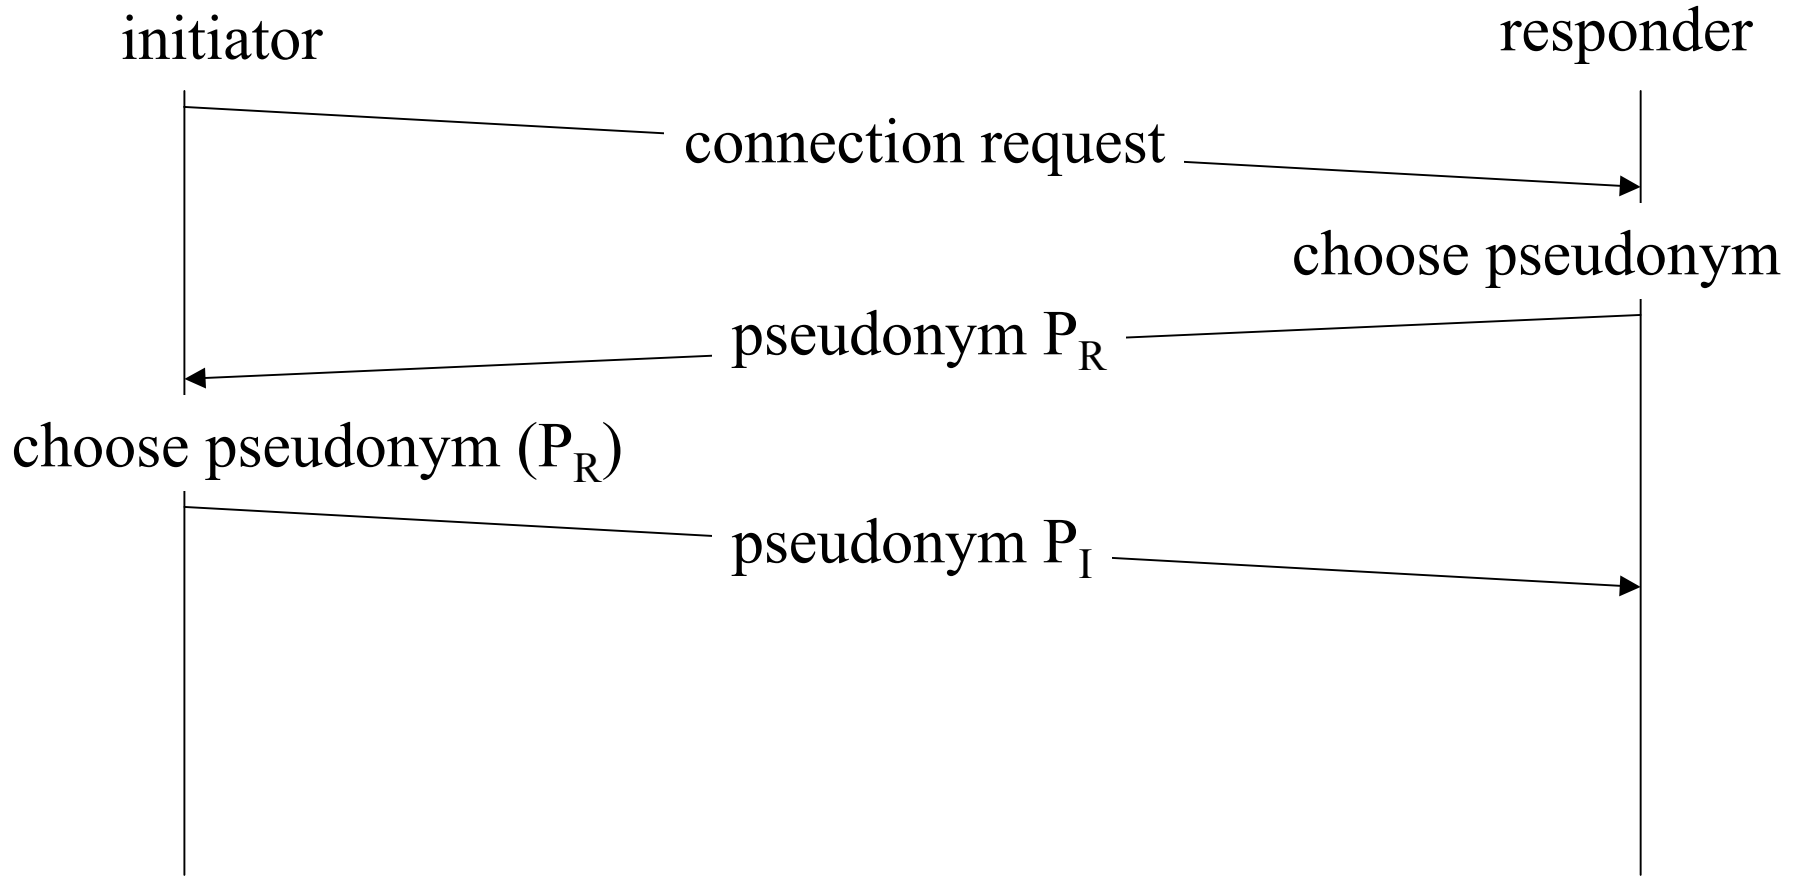 initiator
responder
connection request
choose pseudonym
pseudonym P_R
choose pseudonym (P_R)
pseudonym P_I